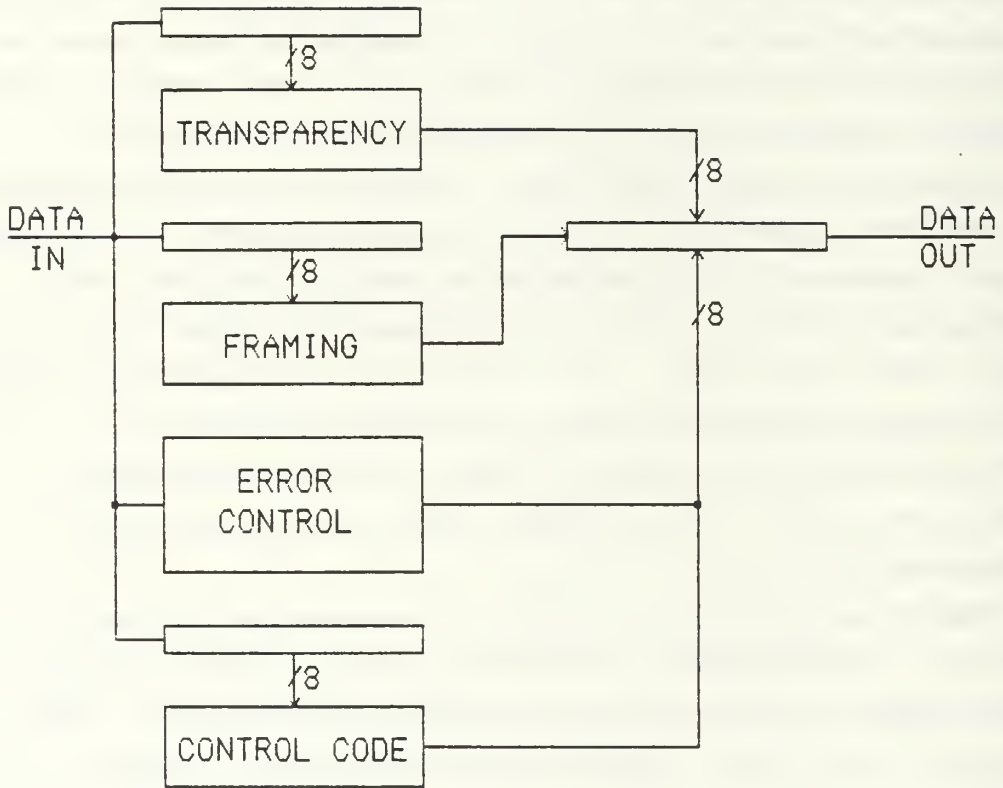 /8
TRANSPARENCY
/8
DATA
IN
DATA
OUT
/8
FRAMING
/8
ERROR
CONTROL
/8
CONTROL CODE